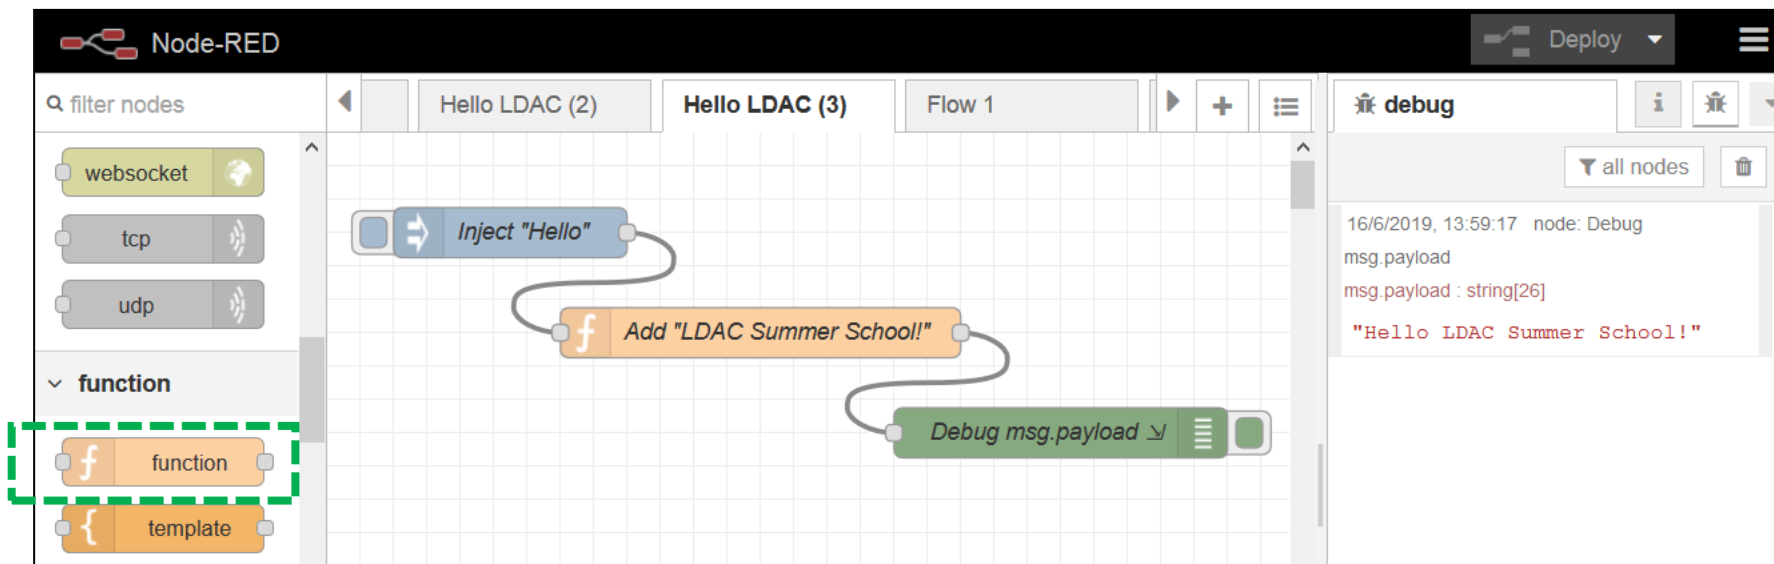 Node-RED
Deploy
filter nodes
Hello LDAC (2)
Hello LDAC (3)
Flow 1
debug
i
all nodes
websocket
tcp
udp
function
function
template
Inject "Hello"
Add "LDAC Summer School!"
Debug msg.payload
16/6/2019, 13:59:17 node: Debug
msg.payload
msg.payload : string[26]
"Hello LDAC Summer School!"